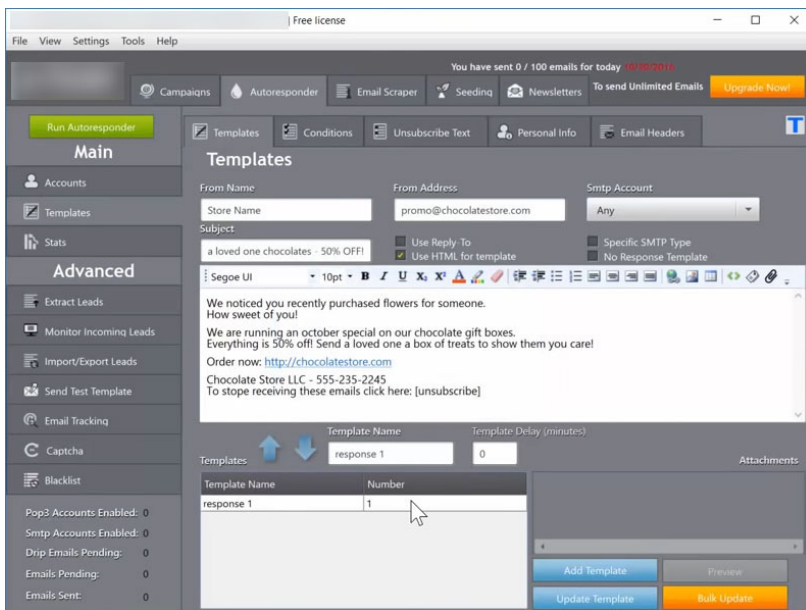 | Free license
File View Settings Tools Help
You have sent 0 / 100 emails for today 10/10/2016
Campaigns
Autoresponder
Email Scraper
Seeding
Newsletters
To send Unlimited Emails
Upgrade Now!
Run Autoresponder
Main
Accounts
Templates
Stats
Advanced
Extract Leads
Monitor Incoming Leads
Import/Export Leads
Send Test Template
Email Tracking
Captcha
Blacklist
Pop3 Accounts Enabled: 0
Smtp Accounts Enabled: 0
Drip Emails Pending: 0
Emails Pending: 0
Emails Sent: 0
Templates
Conditions
Unsubscribe Text
Personal Info
Email Headers
T
Templates
From Name
From Address
Smtp Account
Store Name
promo@chocolatestore.com
Any
Subject
a loved one chocolates - 50% OFF!
Use Reply-To
Use HTML for template
Specific SMTP Type
No Response Template
Segoe UI 10pt B I U X₂ X² A
We noticed you recently purchased flowers for someone.
How sweet of you!
We are running an october special on our chocolate gift boxes.
Everything is 50% off! Send a loved one a box of treats to show them you care!
Order now: http://chocolatestore.com
Chocolate Store LLC - 555-235-2245
To stope receiving these emails click here: [unsubscribe]
Template Name
Template Delay (minutes)
Templates
response 1
0
Attachments
Template Name Number
response 1 1
Add Template
Preview
Update Template
Bulk Update